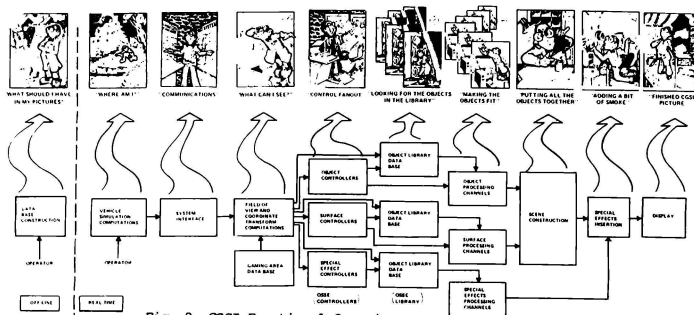 "WHAT SHOULD I HAVE
IN MY PICTURES"
"WHERE AM I"
"COMMUNICATIONS"
"WHAT CAN I SEE?"
"CONTROL FANOUT"
"LOOKING FOR THE OBJECTS
IN THE LIBRARY"
"MAKING THE
OBJECTS FIT"
"PUTTING ALL THE
OBJECTS TOGETHER"
"ADDING A BIT
OF SMOKE"
"FINISHED CGSI
PICTURE
DATA
BASE
CONSTRUCTION
OPERATOR
OFF LINE
REAL TIME
VEHICLE
SIMULATION
COMPUTATIONS
OPERATOR
SYSTEM
INTERFACE
FIELD OF
VIEW AND
COORDINATE
TRANSFORM
COMPUTATIONS
GAMING AREA
DATA BASE
OBJECT
CONTROLLERS
SURFACE
CONTROLLERS
SPECIAL
EFFECT
CONTROLLERS
OBJECT LIBRARY
DATA
BASE
OBJECT
LIBRARY
DATA
BASE
OBJECT
LIBRARY
DATA
BASE
CONTROLLERS
LIBRARY
OBJECT
PROCESSING
CHANNELS
SURFACE
PROCESSING
CHANNELS
SPECIAL
EFFECTS
PROCESSING
CHANNELS
SCENE
CONSTRUCTION
SPECIAL
EFFECTS
INSERTION
DISPLAY